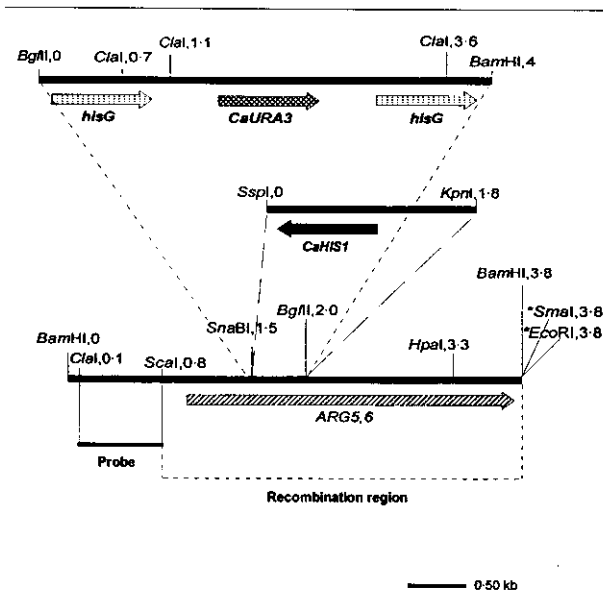 ClaI,0·7
ClaI,1·1
ClaI,3·6
BglII,0
BamHI,4
hisG
CaURA3
hisG
SspI,0
KpnI,1·8
CaHIS1
BamHI,3·8
BglII,2·0
SnaBI,1·5
*SmaI,3·8
*EcoRI,3·8
BamHI,0
ClaI,0·1
ScaI,0·8
HpaI,3·3
ARG5,6
Probe
Recombination region
0·50 kb